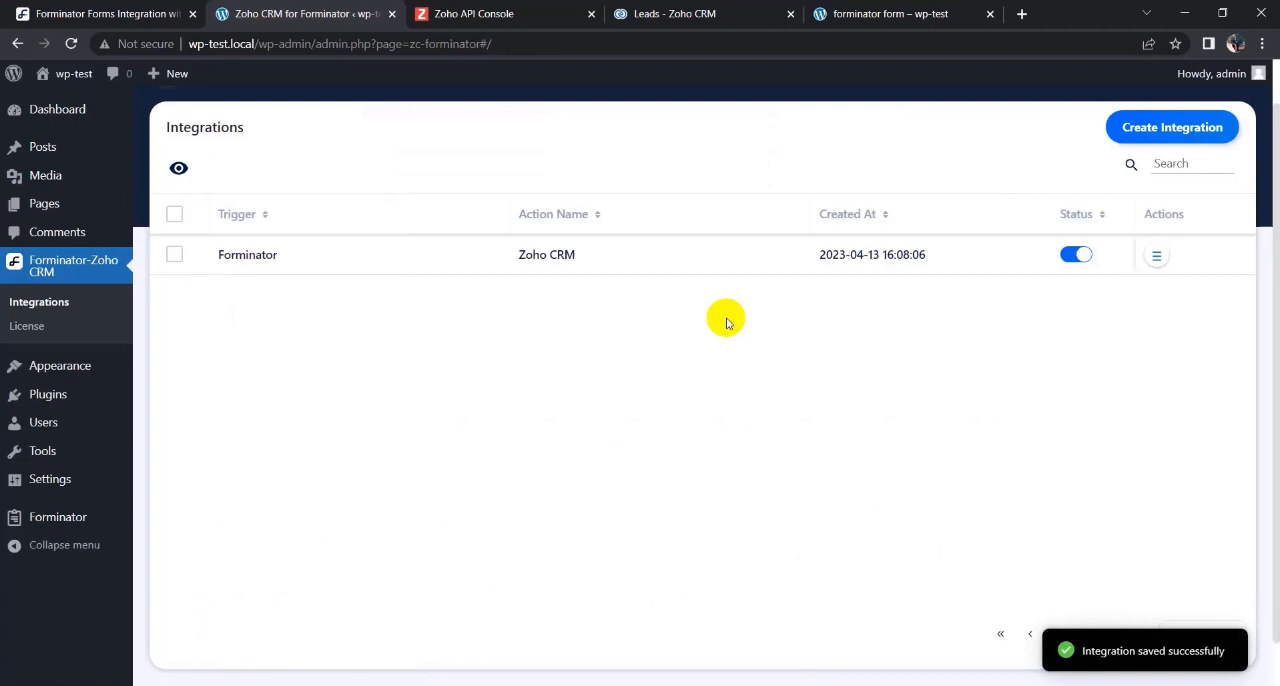 Forminator Forms Integration wit
Zoho CRM for Forminator ‹ wp-te
Zoho API Console
Leads - Zoho CRM
forminator form – wp-test
Not secure
wp-test.local/wp-admin/admin.php?page=zc-forminator#/
wp-test
0
New
Howdy, admin
Dashboard
Posts
Media
Pages
Comments
Forminator-Zoho
CRM
Integrations
License
Appearance
Plugins
Users
Tools
Settings
Forminator
Collapse menu
Integrations
Create Integration
Search
Trigger
Action Name
Created At
Status
Actions
Forminator
Zoho CRM
2023-04-13 16:08:06
« ‹
Integration saved successfully